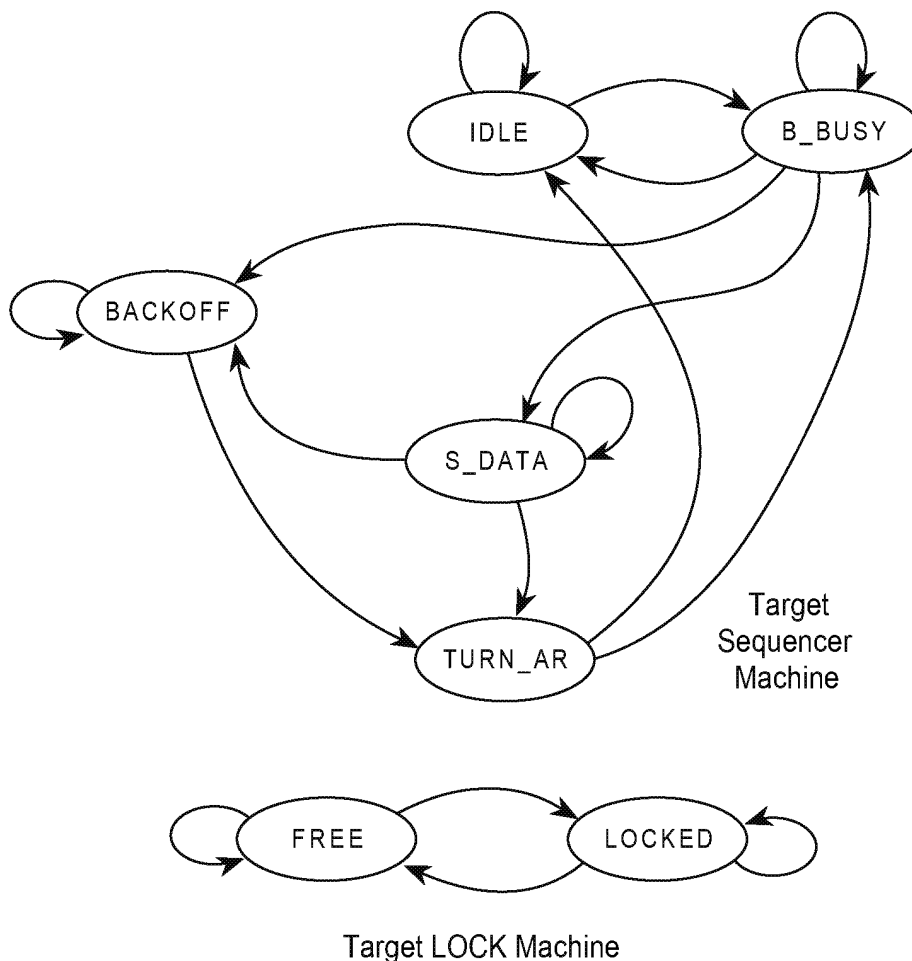 IDLE
B_BUSY
BACKOFF
S_DATA
TURN_AR
Target
Sequencer
Machine
FREE
LOCKED
Target LOCK Machine